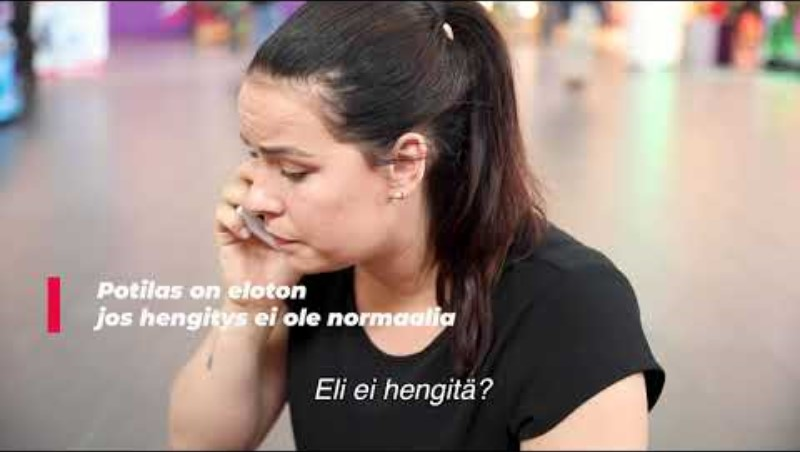 Potilas on eloton
jos hengitys ei ole normaalia
Eli ei hengitä?